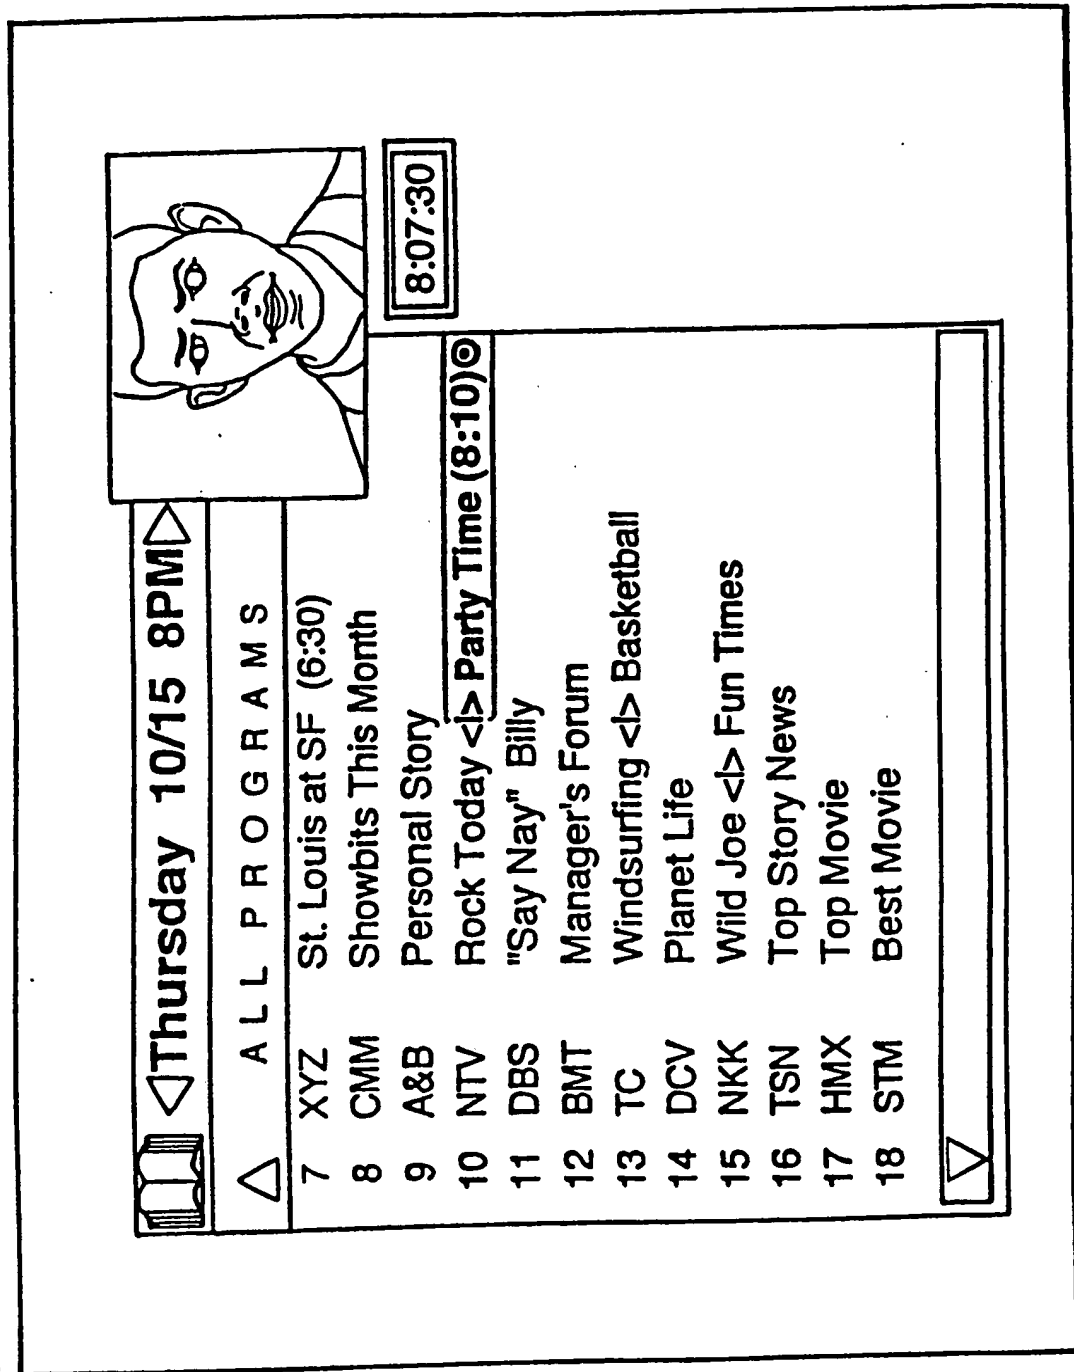 ◁Thursday 10/15 8PM▷
8:07:30
ALL PROGRAMS
7 XYZ St. Louis at SF (6:30)
8 CMM Showbits This Month
9 A&B Personal Story
10 NTV Rock Today <|> Party Time (8:10)⊙
11 DBS "Say Nay" Billy
12 BMT Manager's Forum
13 TC Windsurfing <|> Basketball
14 DCV Planet Life
15 NKK Wild Joe <|> Fun Times
16 TSN Top Story News
17 HMX Top Movie
18 STM Best Movie